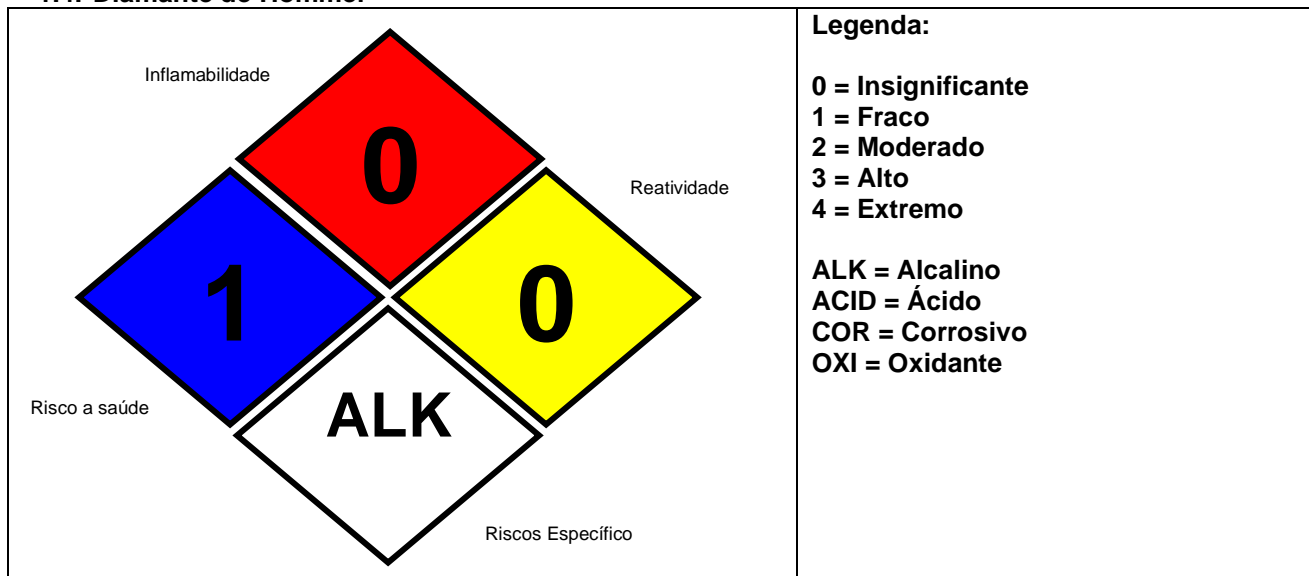 Inflamabilidade
0
Reatividade
1
0
Risco a saúde
ALK
Riscos Específico
Legenda:
0 = Insignificante
1 = Fraco
2 = Moderado
3 = Alto
4 = Extremo
ALK = Alcalino
ACID = Ácido
COR = Corrosivo
OXI = Oxidante